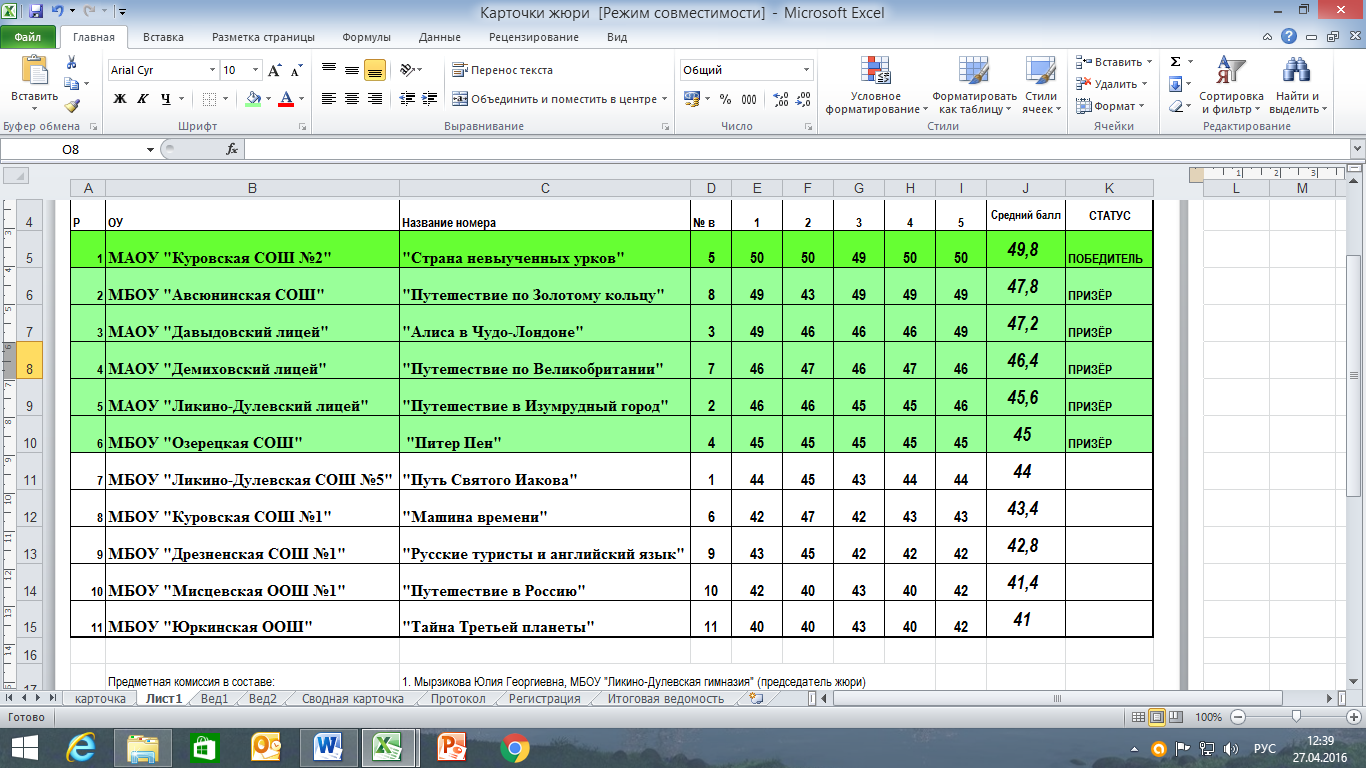 Карточки жюри [Режим совместимости] - Microsoft Excel
Файл Главная Вставка Разметка страницы Формулы Данные Рецензирование Вид
Вставить
Буфер обмена
Arial Cyr 10
Ж К Ч
Шрифт
Перенос текста
Объединить и поместить в центре
Выравнивание
Общий
% 000
Число
Условное форматирование
Форматировать как таблицу
Стили ячеек
Стили
Вставить
Удалить
Формат
Ячейки
Сортировка и фильтр
Найти и выделить
Редактирование
O8 fx
A B C D E F G H I J K L M
4 Р ОУ Название номера № в 1 2 3 4 5 Средний балл СТАТУС
5 1 МАОУ "Куровская СОШ №2" "Страна невыученных урков" 5 50 50 49 50 50 49,8 ПОБЕДИТЕЛЬ
6 2 МБОУ "Авсюнинская СОШ" "Путешествие по Золотому кольцу" 8 49 43 49 49 49 47,8 ПРИЗЁР
7 3 МАОУ "Давыдовский лицей" "Алиса в Чудо-Лондоне" 3 49 46 46 46 49 47,2 ПРИЗЁР
8 4 МАОУ "Демиховский лицей" "Путешествие по Великобритании" 7 46 47 46 47 46 46,4 ПРИЗЁР
9 5 МАОУ "Ликино-Дулевский лицей" "Путешествие в Изумрудный город" 2 46 46 45 45 46 45,6 ПРИЗЁР
10 6 МБОУ "Озерецкая СОШ" "Питер Пен" 4 45 45 45 45 45 45 ПРИЗЁР
11 7 МБОУ "Ликино-Дулевская СОШ №5" "Путь Святого Иакова" 1 44 45 43 44 44 44
12 8 МБОУ "Куровская СОШ №1" "Машина времени" 6 42 47 42 43 43 43,4
13 9 МБОУ "Дрезненская СОШ №1" "Русские туристы и английский язык" 9 43 45 42 42 42 42,8
14 10 МБОУ "Мисцевская ООШ №1" "Путешествие в Россию" 10 42 40 43 40 42 41,4
15 11 МБОУ "Юркинская ООШ" "Тайна Третьей планеты" 11 40 40 43 40 42 41
16
17 Предметная комиссия в составе: 1. Мырзикова Юлия Георгиевна, МБОУ "Ликино-Дулевская гимназия" (председатель жюри)
карточка Лист1 Вед1 Вед2 Сводная карточка Протокол Регистрация Итоговая ведомость
Готово 100%
РУС 12:39
27.04.2016